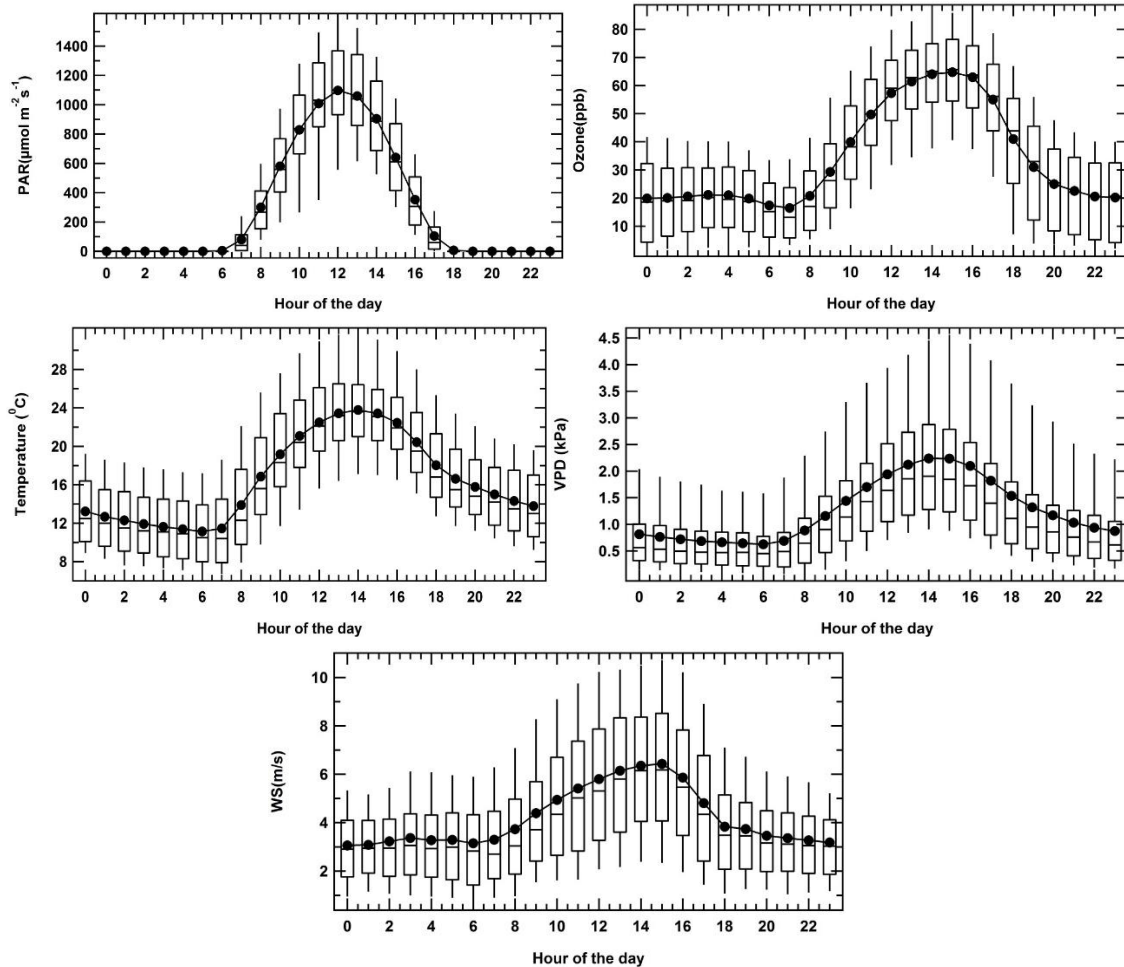 PAR(μmol m⁻² s⁻¹)
1400
1200
1000
800
600
400
200
0
0 2 4 6 8 10 12 14 16 18 20 22
Hour of the day
Ozone(ppb)
80
70
60
50
40
30
20
10
0 2 4 6 8 10 12 14 16 18 20 22
Hour of the day
Temperature (⁰C)
28
24
20
16
12
8
0 2 4 6 8 10 12 14 16 18 20 22
Hour of the day
VPD (kPa)
4.5
4.0
3.5
3.0
2.5
2.0
1.5
1.0
0.5
0 2 4 6 8 10 12 14 16 18 20 22
Hour of the day
WS(m/s)
10
8
6
4
2
0 2 4 6 8 10 12 14 16 18 20 22
Hour of the day